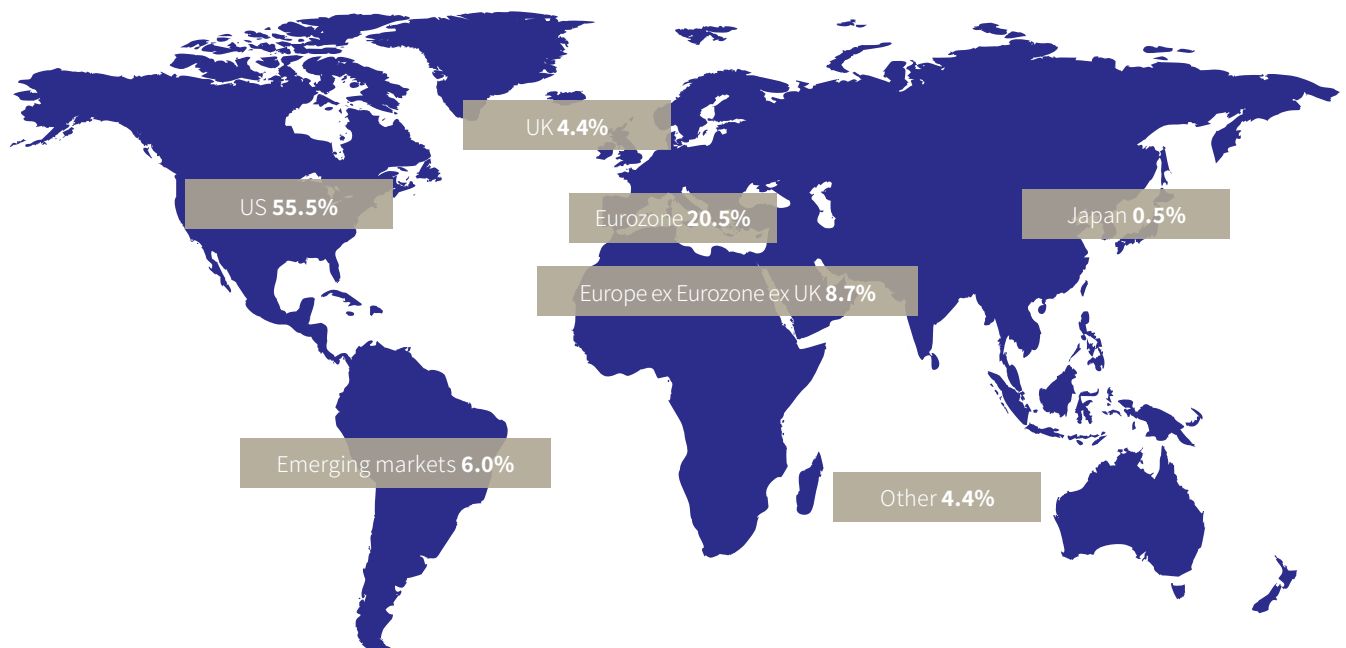 UK 4.4%
US 55.5%
Eurozone 20.5%
Japan 0.5%
Europe ex Eurozone ex UK 8.7%
Emerging markets 6.0%
Other 4.4%